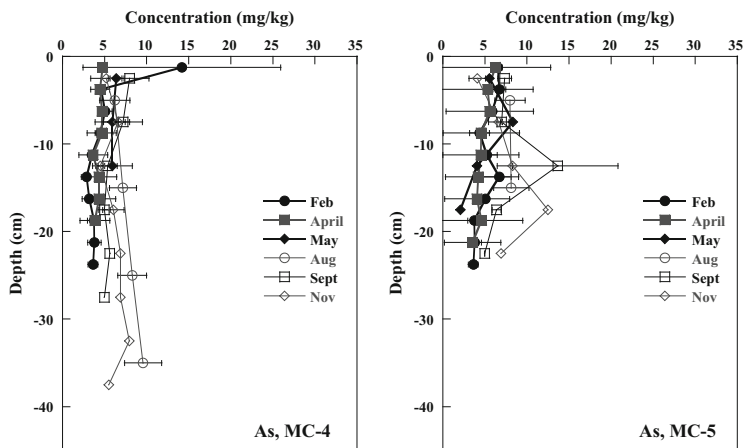 Concentration (mg/kg)
0 5 10 15 20 25 30 35
0
-10
-20
-30
-40
Depth (cm)
Feb
April
May
Aug
Sept
Nov
As, MC-4
Concentration (mg/kg)
0 5 10 15 20 25 30 35
0
-10
-20
-30
-40
Depth (cm)
Feb
April
May
Aug
Sept
Nov
As, MC-5